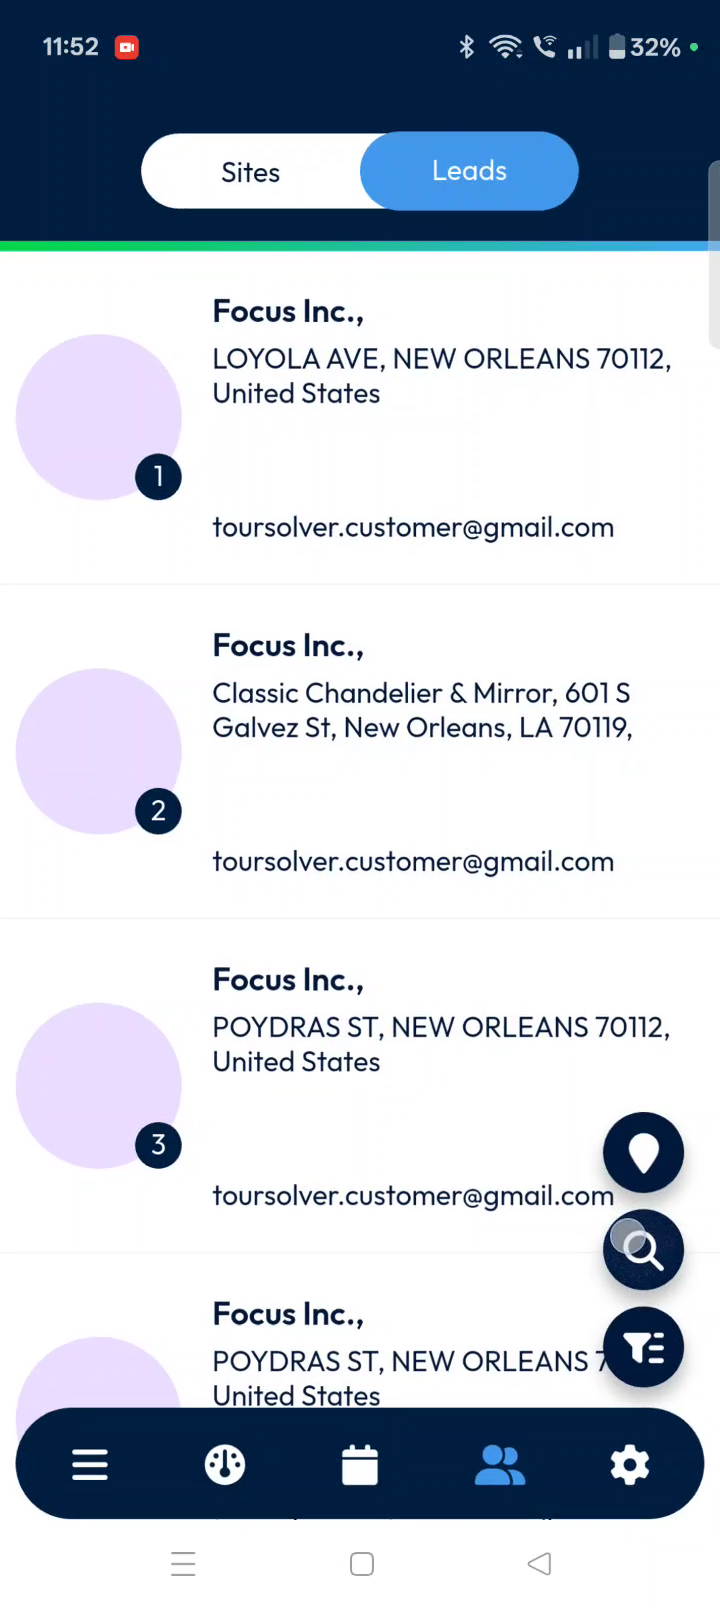 11:52
32%
Sites
Leads
Focus Inc.,
LOYOLA AVE, NEW ORLEANS 70112,
United States
1
toursolver.customer@gmail.com
Focus Inc.,
Classic Chandelier & Mirror, 601 S
Galvez St, New Orleans, LA 70119,
2
toursolver.customer@gmail.com
Focus Inc.,
POYDRAS ST, NEW ORLEANS 70112,
United States
3
toursolver.customer@gmail.com
Focus Inc.,
POYDRAS ST, NEW ORLEANS 7
United States